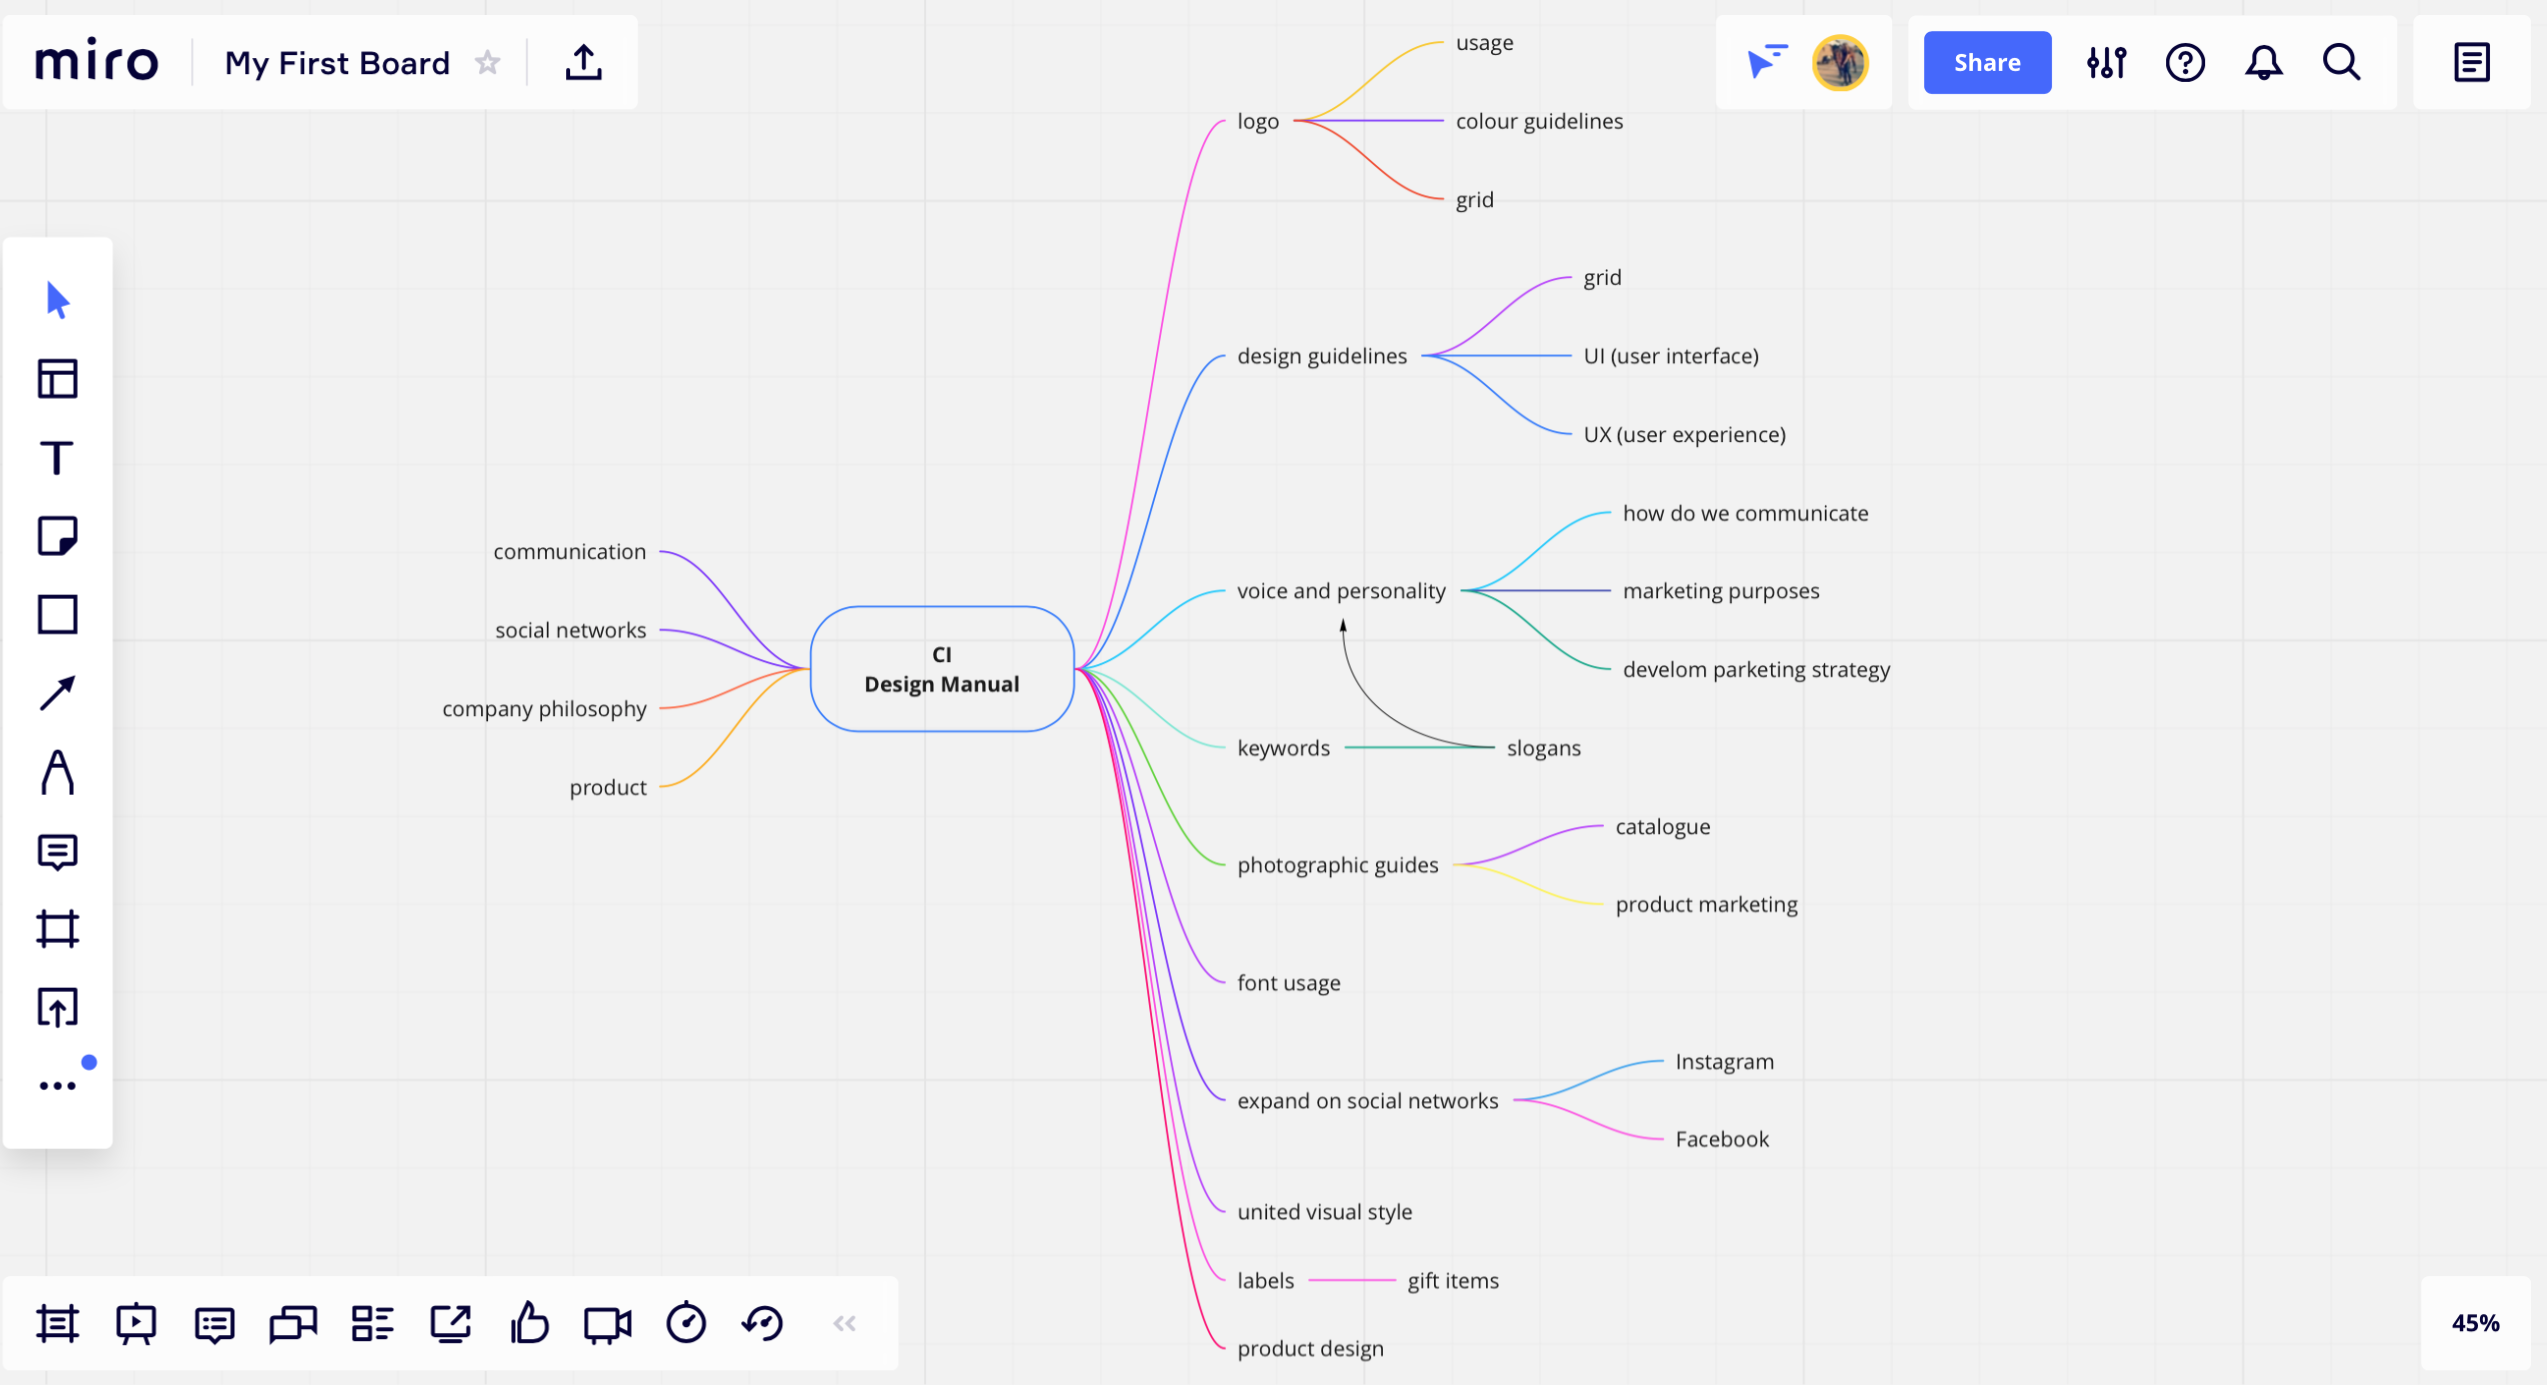 miro
My First Board
Share
usage
logo
colour guidelines
grid
grid
design guidelines
UI (user interface)
UX (user experience)
how do we communicate
voice and personality
marketing purposes
develom parketing strategy
keywords
slogans
catalogue
photographic guides
product marketing
font usage
Instagram
expand on social networks
Facebook
united visual style
labels
gift items
product design
communication
social networks
company philosophy
product
CI
Design Manual
45%